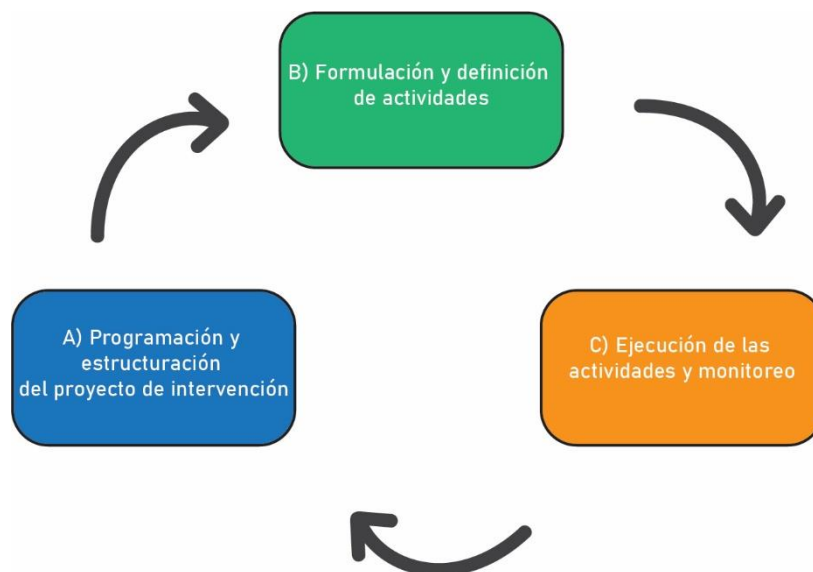 B) Formulación y definición
de actividades
A) Programación y
estructuración
del proyecto de intervención
C) Ejecución de las
actividades y monitoreo